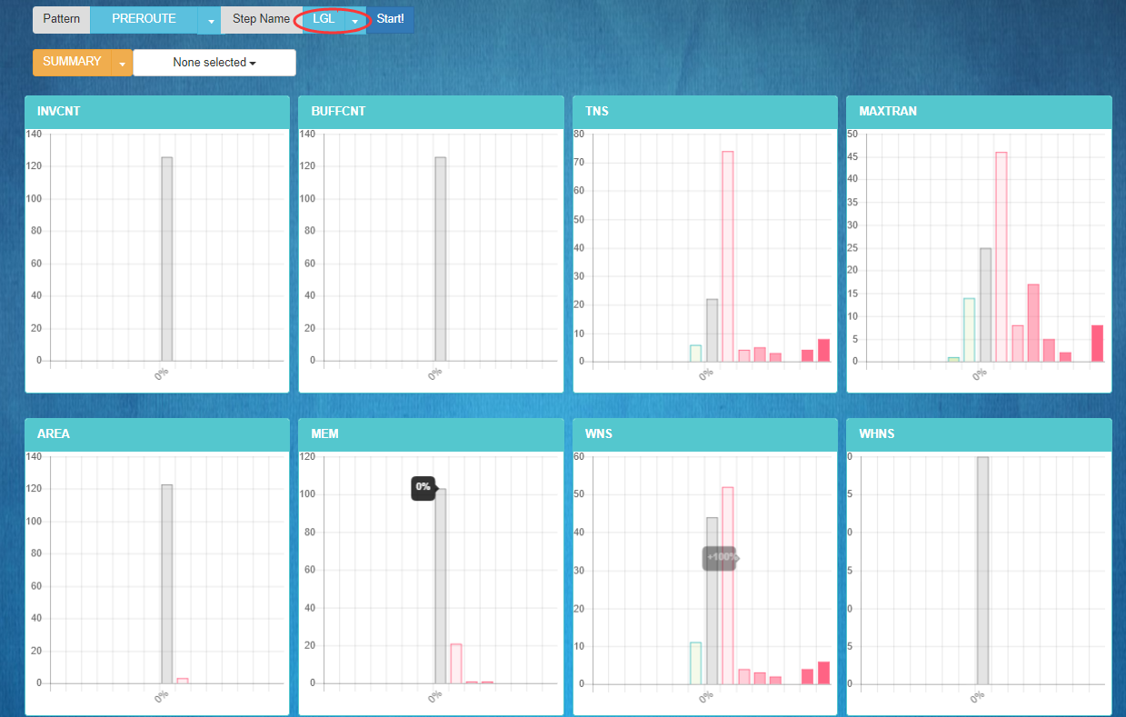 Pattern PREROUTE Step Name LGL Start!
SUMMARY None selected
INVCNT BUFFCNT TNS MAXTRAN
140 140 80 50
120 120 70 45
100 100 60 40
80 80 50 35
60 60 40 30
40 40 30 25
20 20 20 20
0 0 10 15
0 10
5
0
0% 0% 0% 0%
AREA MEM WNS WHNS
140 120 60 0
120 100 50 5
100 80 40 0
80 60 30 5
60 40 20 0
40 20 10 5
20 0 0 0
0
0%
+100%
0% 0% 0% 0%